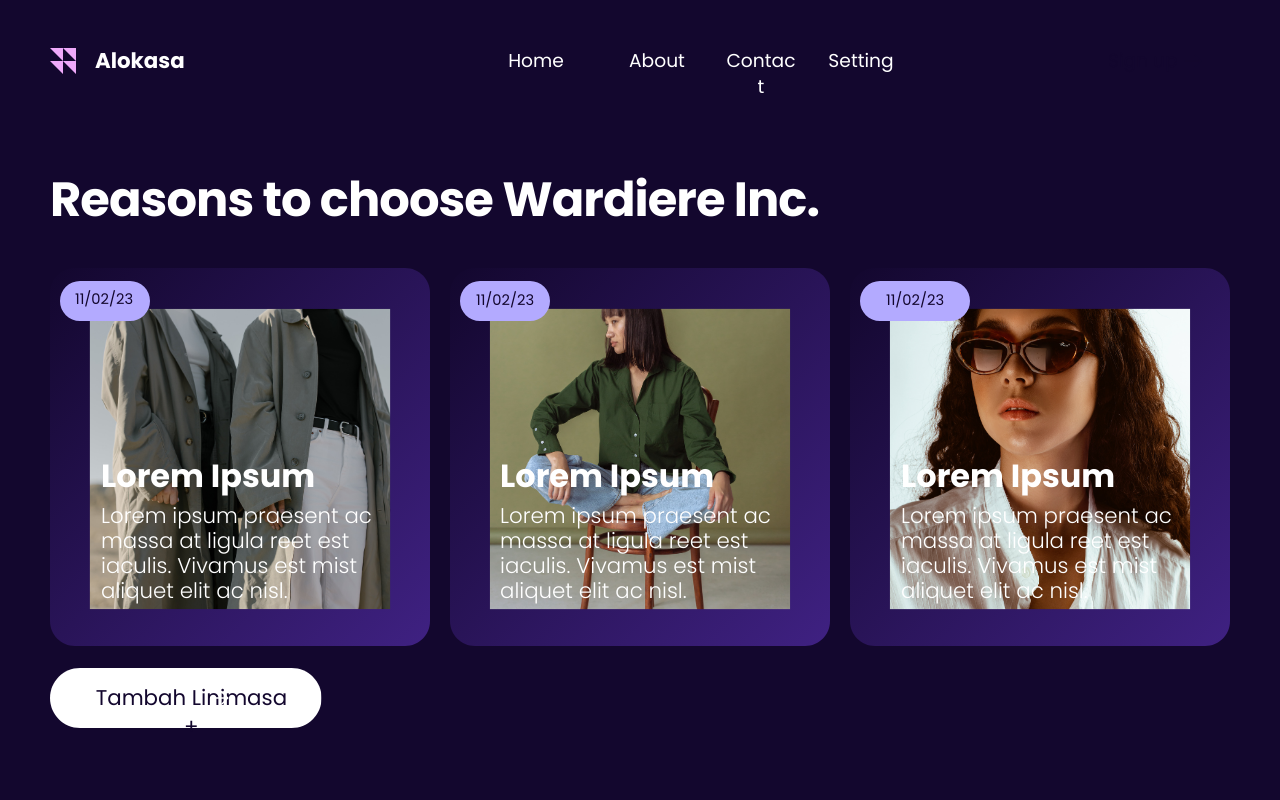 Alokasa
Home
About
Contac
t
Setting
Reasons to choose Wardiere Inc.
11/02/23
Lorem Ipsum
Lorem ipsum praesent ac
massa at ligula reet est
iaculis. Vivamus est mist
aliquet elit ac nisl.
11/02/23
Lorem Ipsum
Lorem ipsum praesent ac
massa at ligula reet est
iaculis. Vivamus est mist
aliquet elit ac nisl.
11/02/23
Lorem Ipsum
Lorem ipsum praesent ac
massa at ligula reet est
iaculis. Vivamus est mist
aliquet elit ac nisl.
Tambah Linimasa
+